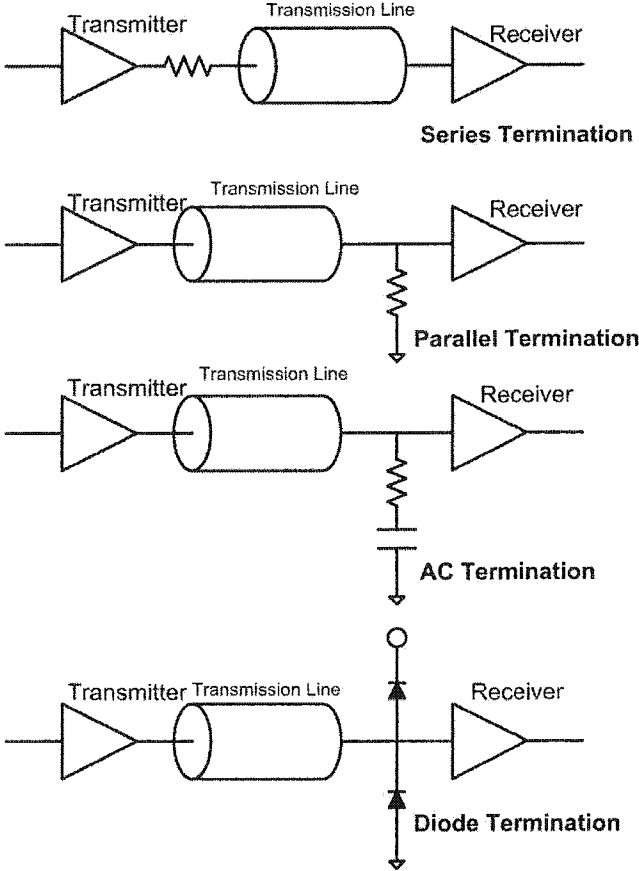 Transmission Line
Transmitter
Receiver
Series Termination
Transmission Line
Transmitter
Receiver
Parallel Termination
Transmission Line
Transmitter
Receiver
AC Termination
Transmitter
Transmission Line
Receiver
Diode Termination